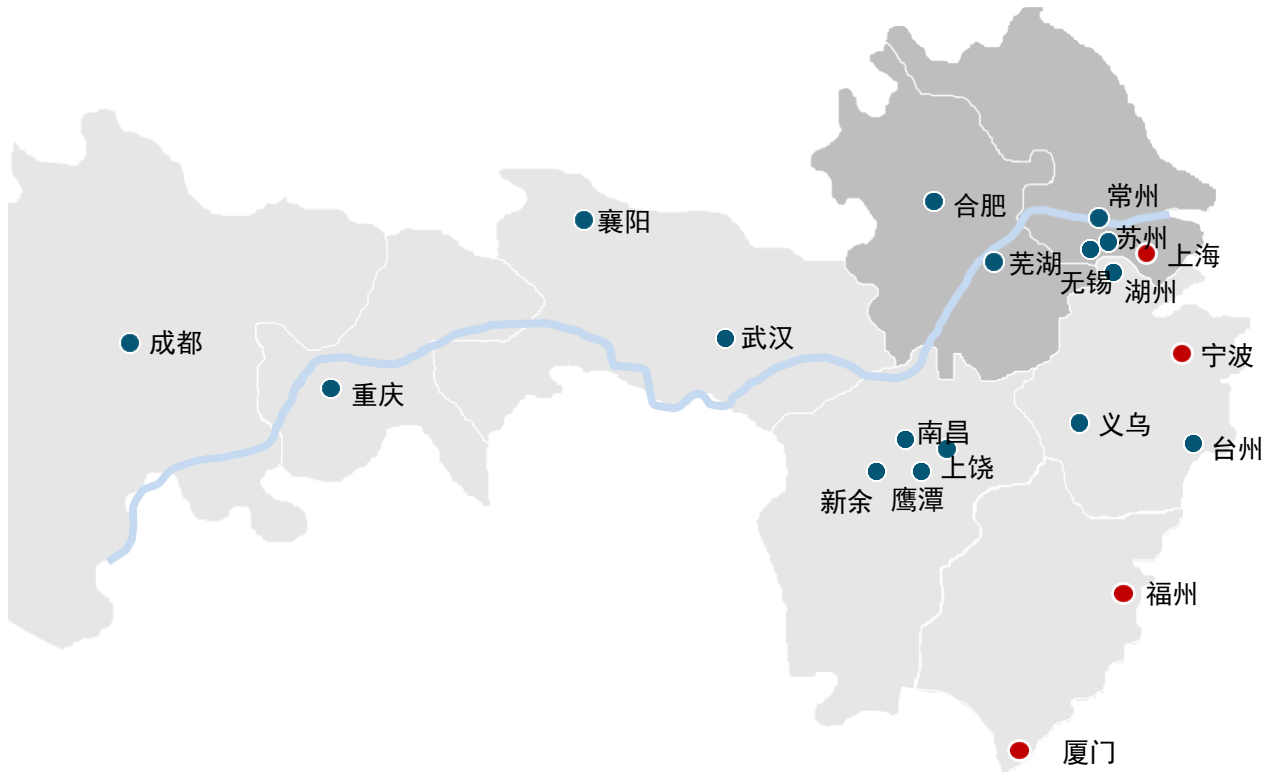 常州
合肥
襄阳
苏州
上海
芜湖
无锡
湖州
武汉
成都
宁波
重庆
义乌
南昌
台州
上饶
新余
鹰潭
福州
厦门